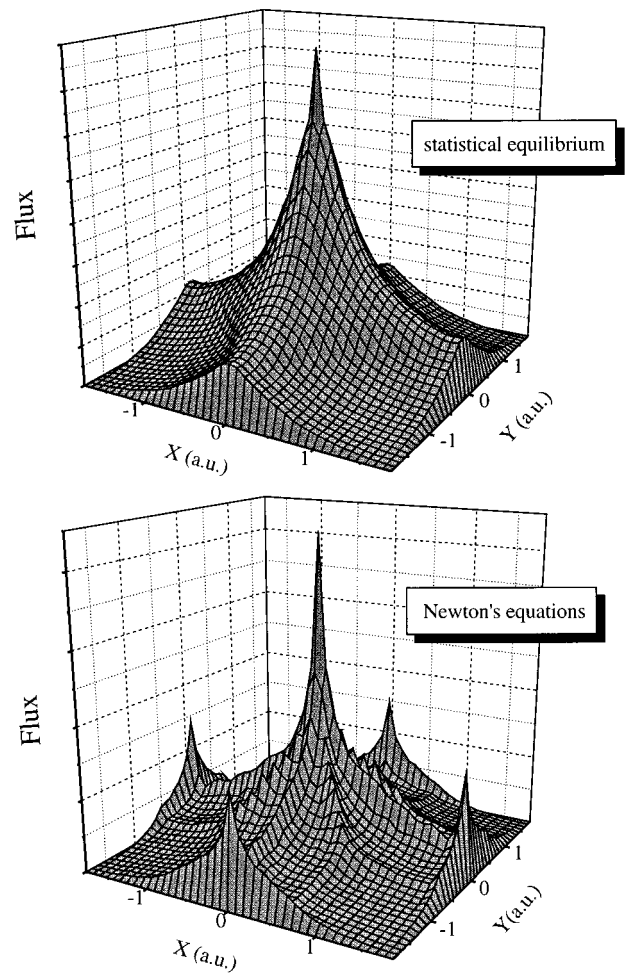 statistical equilibrium
Flux
1
0
-1
Y (a.u.)
-1
0
1
X (a.u.)
Newton's equations
Flux
1
0
-1
Y(a.u.)
-1
0
1
X (a.u.)